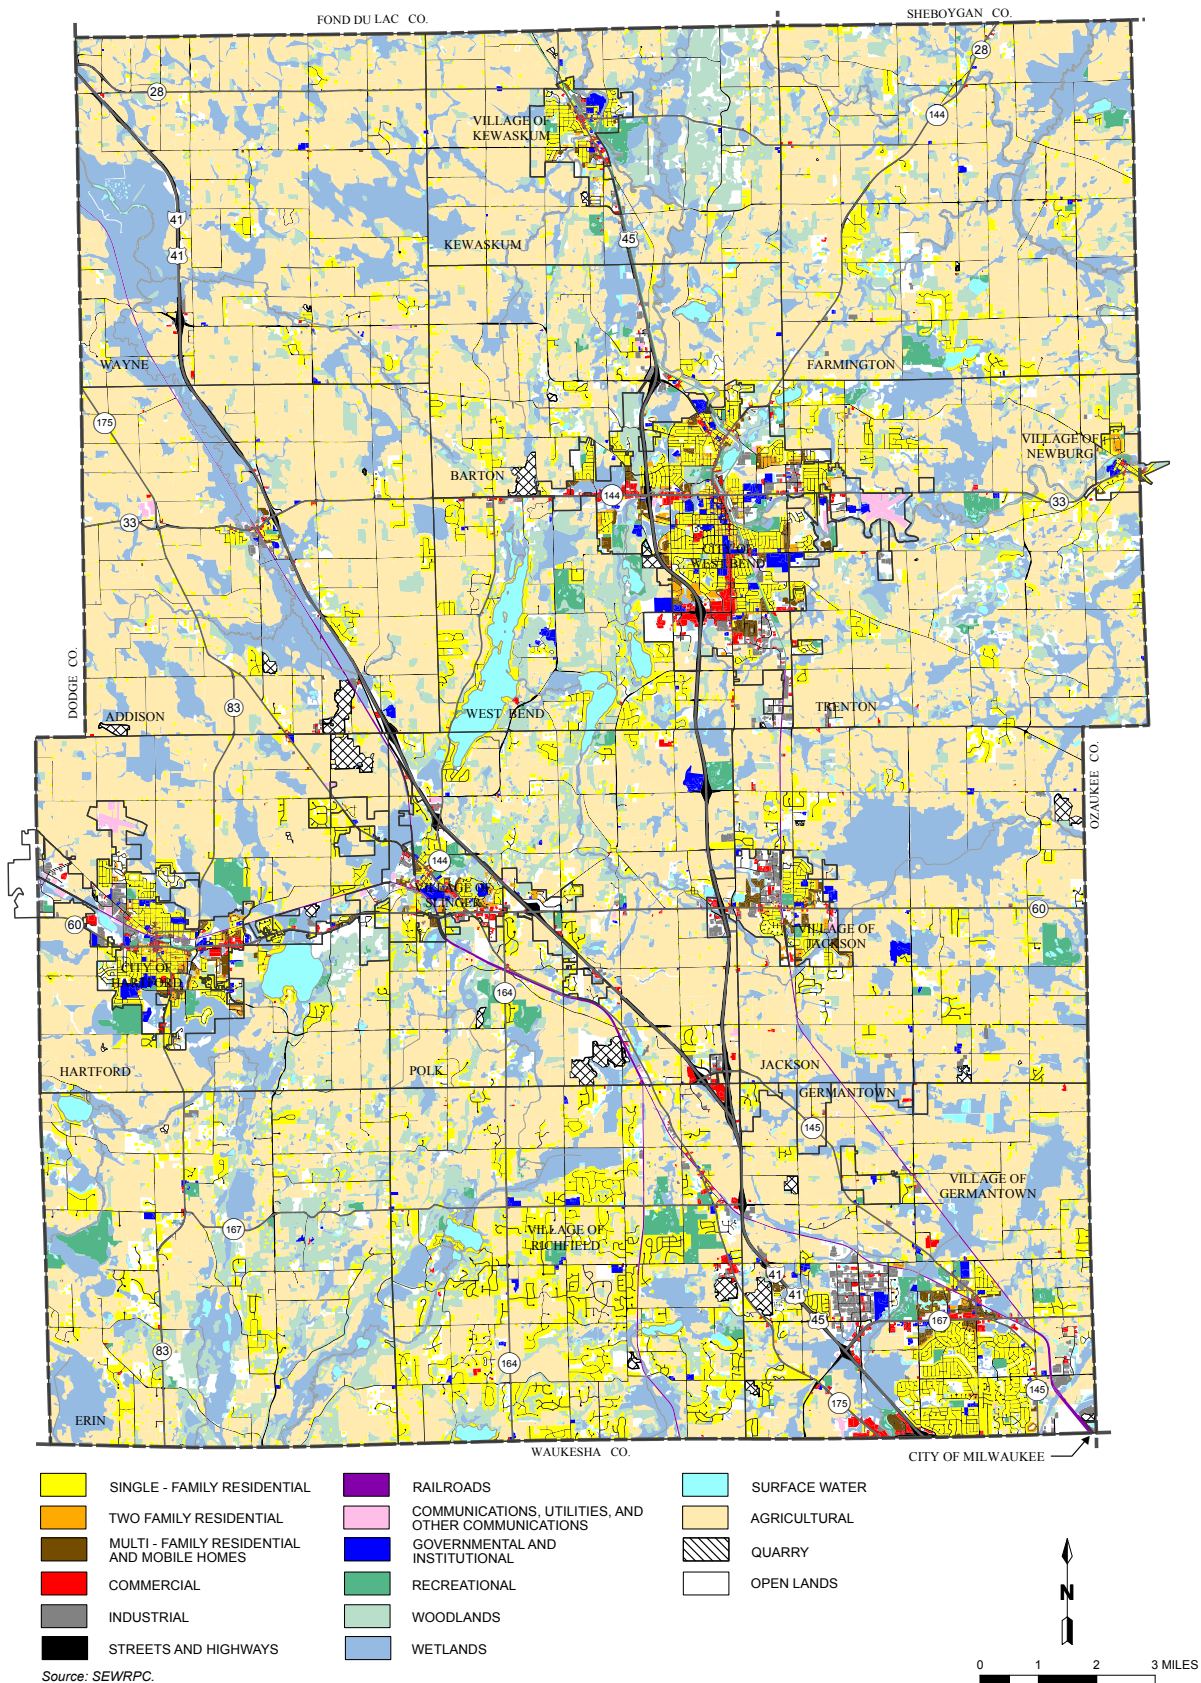 FOND DU LAC CO.
SHEBOYGAN CO.
28
28
144
VILLAGE OF
KEWASKUM
41
41
45
KEWASKUM
WAYNE
FARMINGTON
175
VILLAGE OF
NEWBURG
BARTON
144
33
33
CITY OF
WEST BEND
DODGE CO.
83
ADDISON
WEST BEND
TRENTON
OZAUKEE CO.
144
VILLAGE OF
SLINGER
60
60
VILLAGE OF
JACKSON
CITY OF
HARTFORD
164
HARTFORD
POLK
JACKSON
GERMANTOWN
145
VILLAGE OF
GERMANTOWN
167
VILLAGE OF
RICHFIELD
41
41
45
167
83
164
175
145
ERIN
WAUKESHA CO.
CITY OF MILWAUKEE
SINGLE - FAMILY RESIDENTIAL
TWO FAMILY RESIDENTIAL
MULTI - FAMILY RESIDENTIAL
AND MOBILE HOMES
COMMERCIAL
INDUSTRIAL
STREETS AND HIGHWAYS
RAILROADS
COMMUNICATIONS, UTILITIES, AND
OTHER COMMUNICATIONS
GOVERNMENTAL AND
INSTITUTIONAL
RECREATIONAL
WOODLANDS
WETLANDS
SURFACE WATER
AGRICULTURAL
QUARRY
OPEN LANDS
N
0 1 2 3 MILES
Source: SEWRPC.